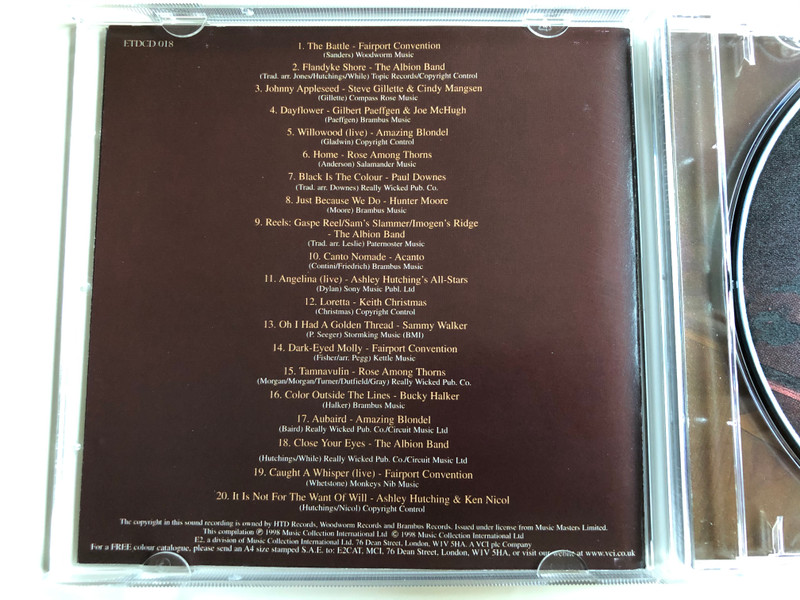 ETDCD 018
1. The Battle - Fairport Convention
(Sanders) Woodworm Music
2. Flandyke Shore - The Albion Band
(Trad. arr. Jones/Hutchings/While) Topic Records/Copyright Control
3. Johnny Appleseed - Steve Gillette & Cindy Mangsen
(Gillette) Compass Rose Music
4. Dayflower - Gilbert Paeffgen & Joe McHugh
(Paeffgen) Brambus Music
5. Willowood (live) - Amazing Blondel
(Gladwin) Copyright Control
6. Home - Rose Among Thorns
(Anderson) Salamander Music
7. Black Is The Colour - Paul Downes
(Trad. arr. Downes) Really Wicked Pub. Co.
8. Just Because We Do - Hunter Moore
(Moore) Brambus Music
9. Reels: Gaspe Reel/Sam's Slammer/Imogen's Ridge
- The Albion Band
(Trad. arr. Leslie) Paternoster Music
10. Canto Nomade - Acanto
(Contini/Friedrich) Brambus Music
11. Angelina (live) - Ashley Hutching's All-Stars
(Dylan) Sony Music Publ. Ltd
12. Loretta - Keith Christmas
(Christmas) Copyright Control
13. Oh I Had A Golden Thread - Sammy Walker
(P. Seeger) Stormking Music (BMI)
14. Dark-Eyed Molly - Fairport Convention
(Fisher/arr. Pegg) Kettle Music
15. Tamnavulin - Rose Among Thorns
(Morgan/Morgan/Turner/Dutfield/Gray) Really Wicked Pub. Co.
16. Color Outside The Lines - Bucky Halker
(Halker) Brambus Music
17. Aubaird - Amazing Blondel
(Baird) Really Wicked Pub. Co./Circuit Music Ltd
18. Close Your Eyes - The Albion Band
(Hutchings/While) Really Wicked Pub. Co./Circuit Music Ltd
19. Caught A Whisper (live) - Fairport Convention
(Whetstone) Monkeys Nib Music
20. It Is Not For The Want Of Will - Ashley Hutching & Ken Nicol
(Hutchings/Nicol) Copyright Control
The copyright in this sound recording is owned by HTD Records, Woodworm Records and Brambus Records. Issued under license from Music Masters Limited.
This compilation ℗ 1998 Music Collection International Ltd © 1998 Music Collection International Ltd
E2, a division of Music Collection International Ltd, 76 Dean Street, London, W1V 5HA. A VCI plc Company
For a FREE colour catalogue, please send an A4 size stamped S.A.E. to: E2CAT, MCI, 76 Dean Street, London, W1V 5HA, or visit our website at www.vci.co.uk